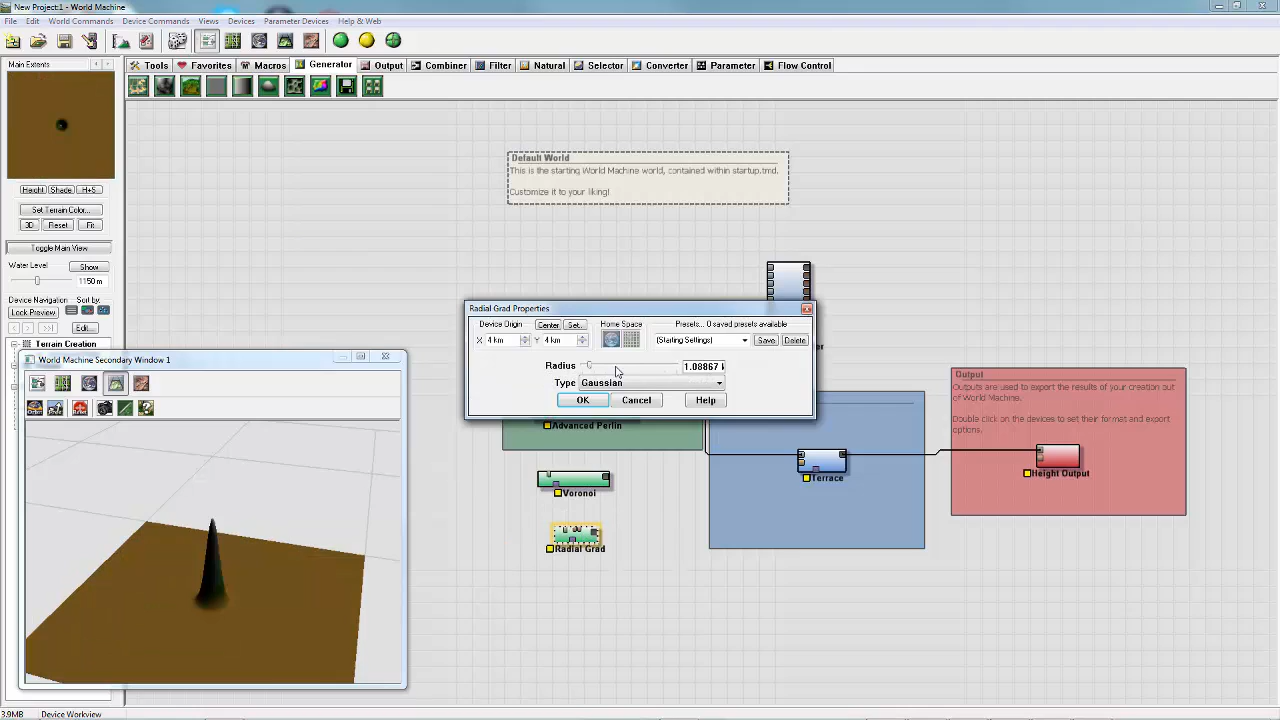 New Project:1 - World Machine
File Edit World Commands Device Commands Views Devices Parameter Devices Help & Web
Main Extents
Tools Favorites Macros Generator Output Combiner Filter Natural Selector Converter Parameter Flow Control
Height Shade H+S
Set Terrain Color...
3D Reset Fit
Toggle Main View
Water Level Show
1150 m
Device Navigation Sort by:
Lock Preview
Edit...
Terrain Creation
Default World
This is the starting World Machine world, contained within startup.tmd.
Customize it to your liking!
Radial Grad Properties
Device Origin Center Set... Home Space Presets... 0 saved presets available
X 4 km Y 4 km (Starting Settings) Save Delete
Radius 1.08867
Type Gaussian
OK Cancel Help
World Machine Secondary Window 1
Advanced Perlin
Voronoi
Radial Grad
Terrace
Output
Outputs are used to export the results of your creation out
of World Machine.
Double click on the devices to set their format and export
options.
Height Output
3.9MB Device Workview